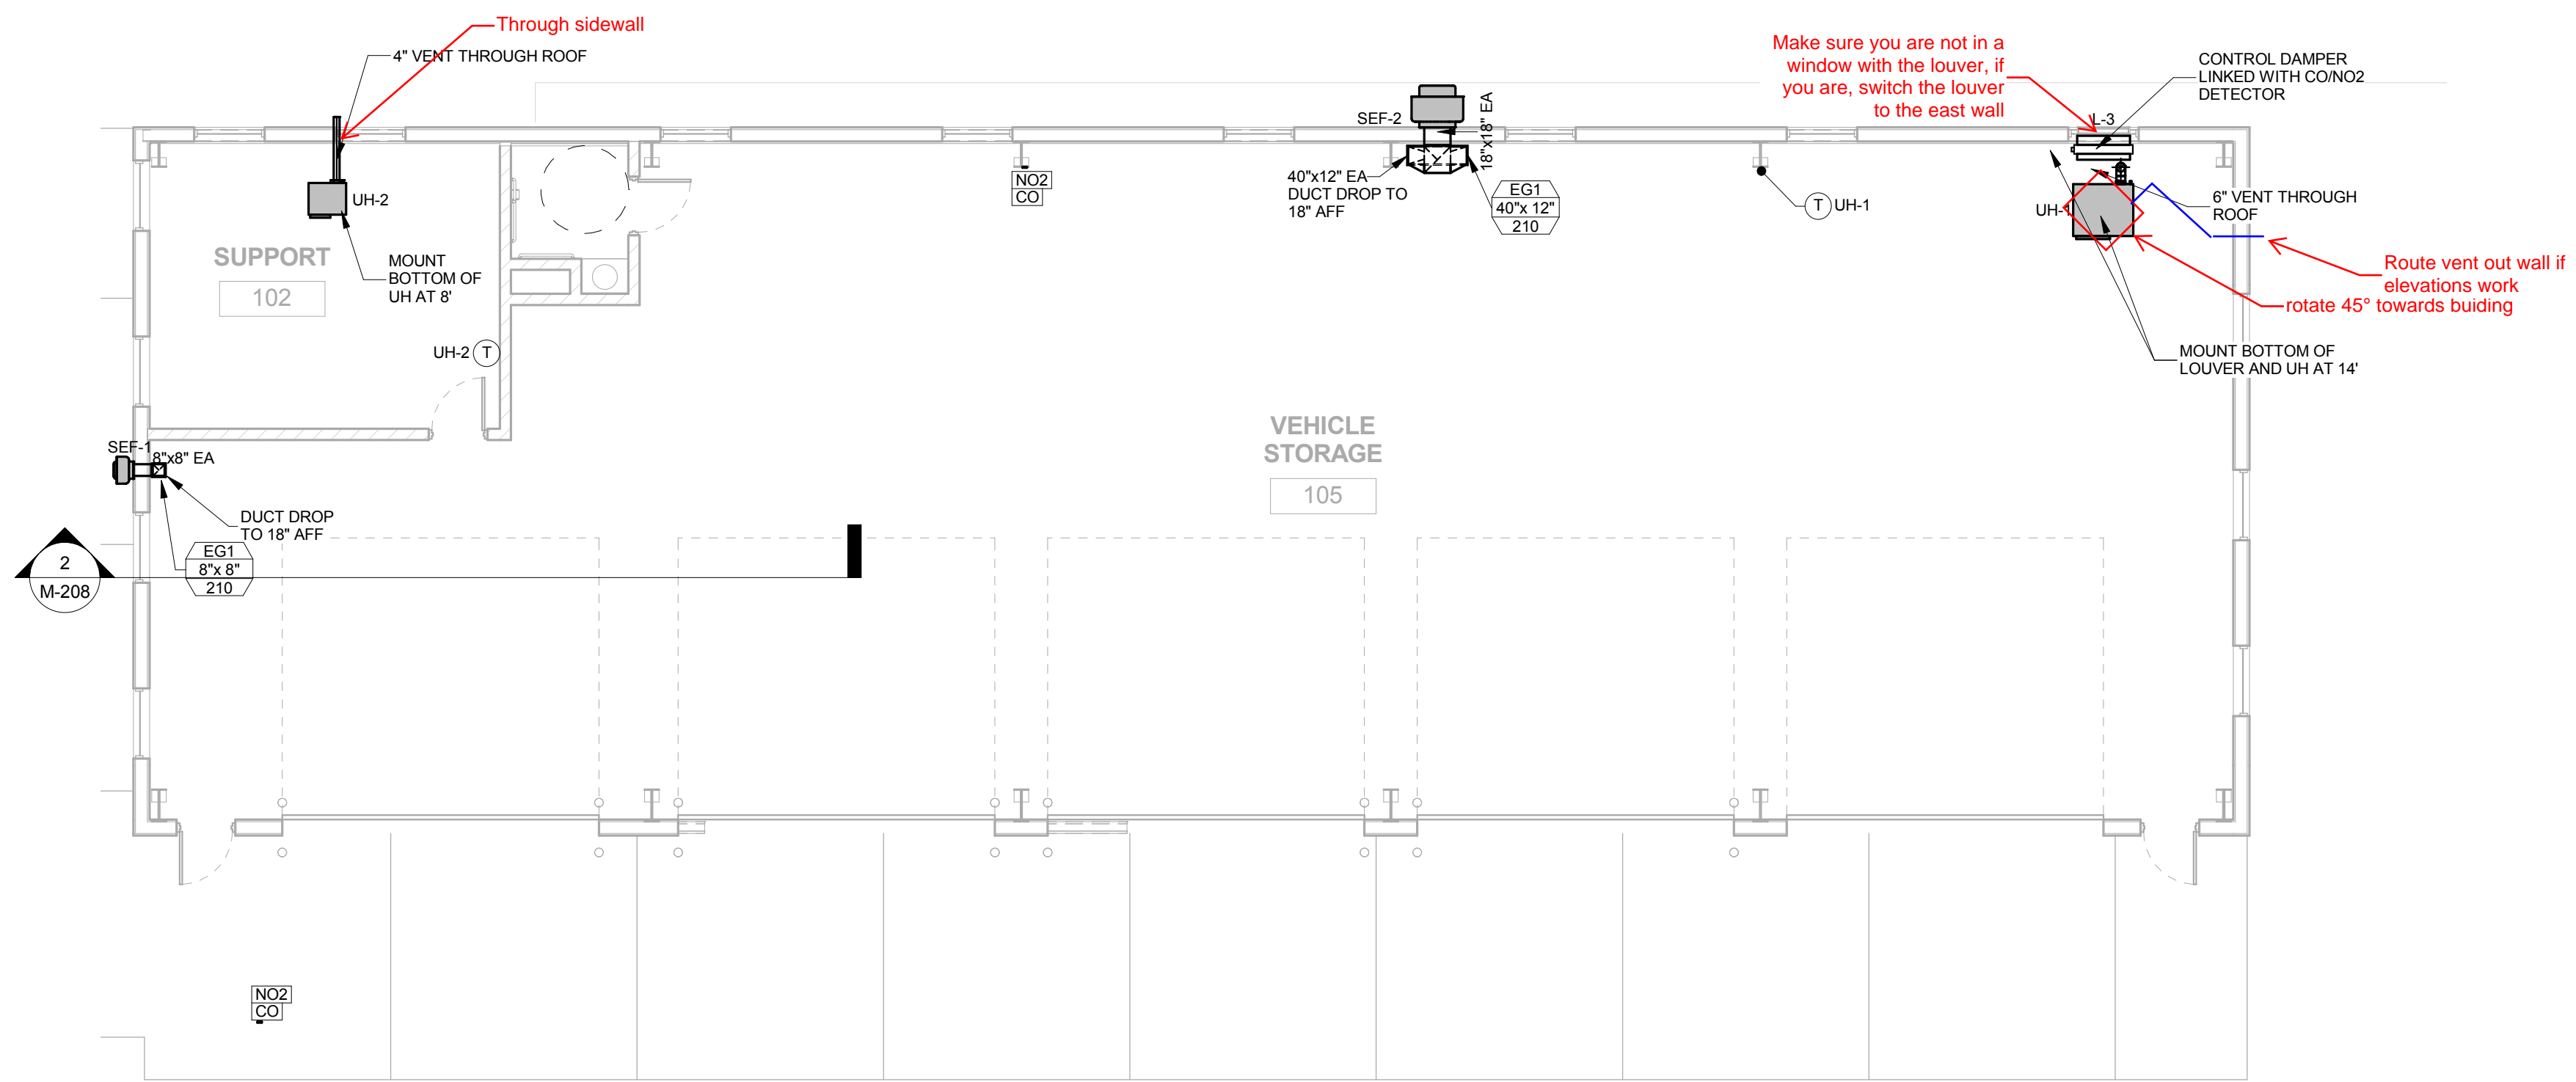 Through sidewall
4" VENT THROUGH ROOF
Make sure you are not in a
window with the louver, if
you are, switch the louver
to the east wall
CONTROL DAMPER
LINKED WITH CO/NO2
DETECTOR
L-3
SEF-2
18"x18" EA
40"x12" EA
DUCT DROP TO
18" AFF
EG1
40"x 12"
210
NO2
CO
T
UH-1
UH-1
6" VENT THROUGH
ROOF
Route vent out wall if
elevations work
rotate 45° towards buiding
MOUNT BOTTOM OF
LOUVER AND UH AT 14'
UH-2
SUPPORT
102
MOUNT
BOTTOM OF
UH AT 8'
UH-2
T
VEHICLE
STORAGE
105
SEF-1
8"x8" EA
DUCT DROP
TO 18" AFF
EG1
8"x 8"
210
2
M-208
NO2
CO